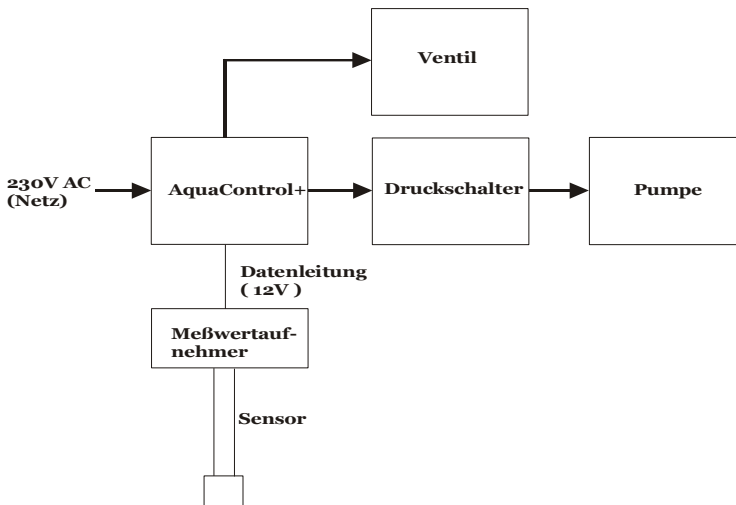 Ventil
230V AC
(Netz)
AquaControl+
Druckschalter
Pumpe
Datenleitung
( 12V )
Meßwertauf-
nehmer
Sensor